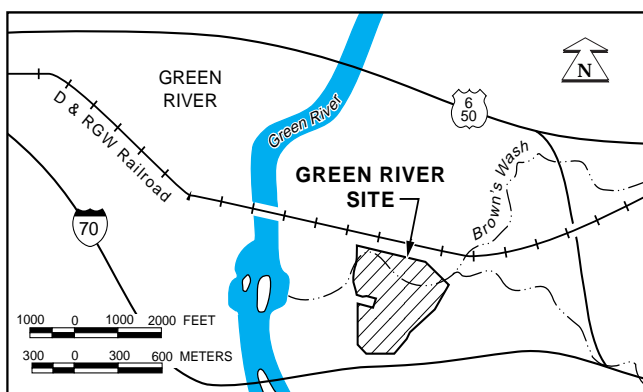 GREEN
RIVER
D & RGW Railroad
Green River
6
50
N
GREEN RIVER
SITE
Brown's Wash
70
1000 0 1000 2000 FEET
300 0 300 600 METERS